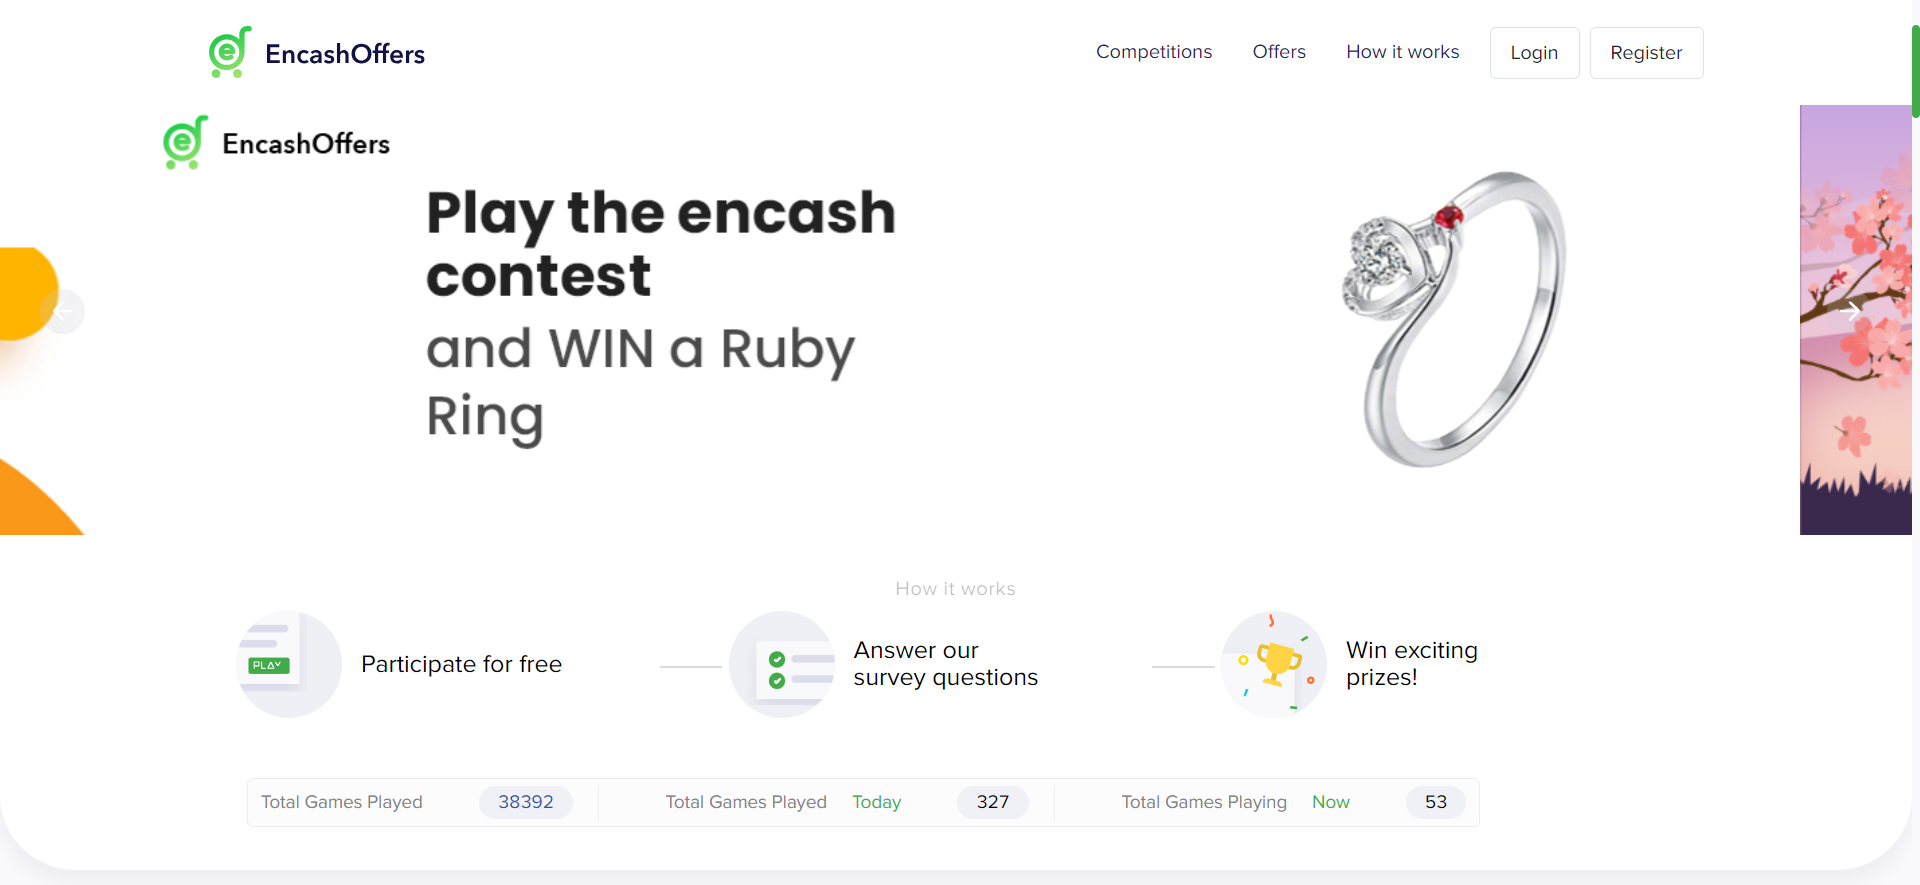 EncashOffers
Competitions
Offers
How it works
Login
Register
EncashOffers
Play the encash
contest
and WIN a Ruby
Ring
How it works
PLAY
Participate for free
Answer our
survey questions
Win exciting
prizes!
Total Games Played 38392
Total Games Played Today 327
Total Games Playing Now 53